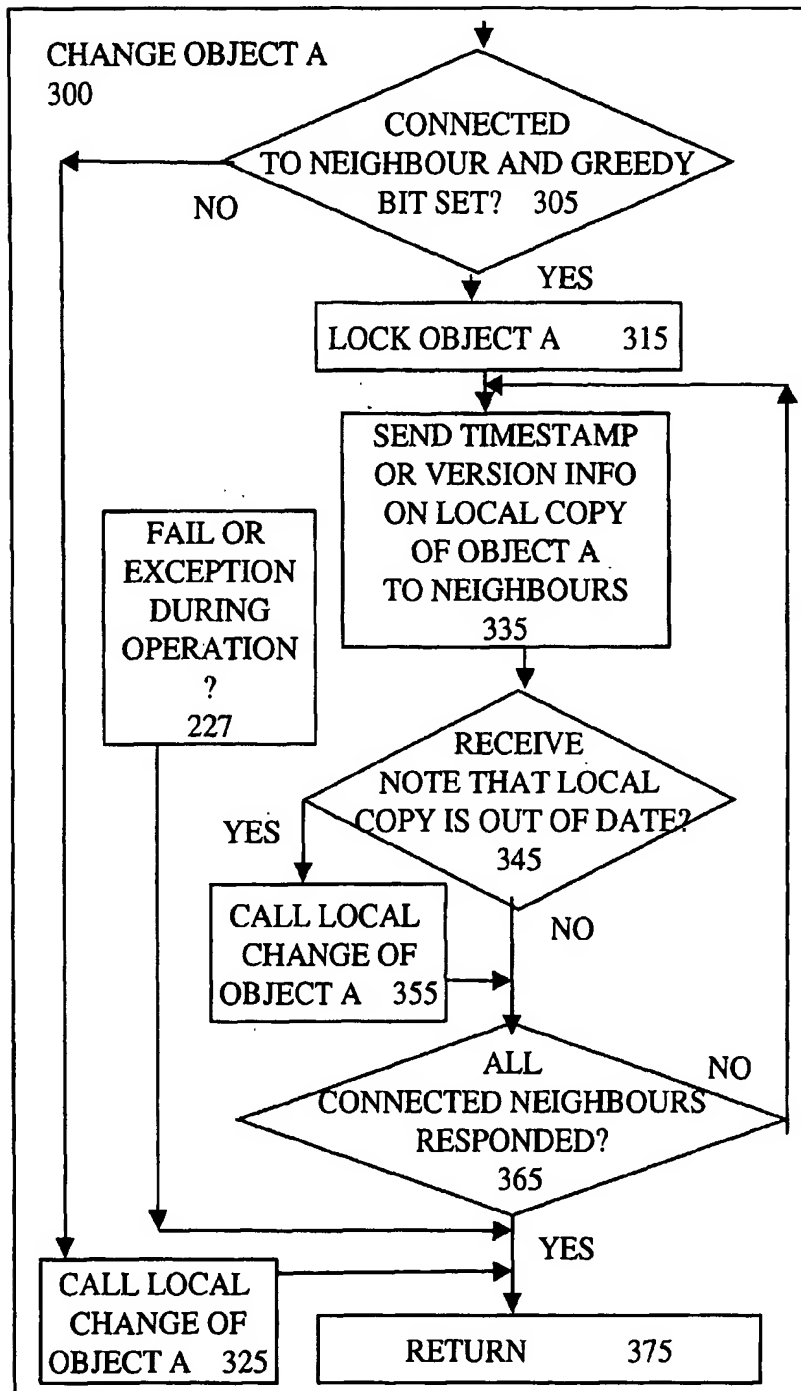 CHANGE OBJECT A
300
CONNECTED
TO NEIGHBOUR AND GREEDY
BIT SET? 305
NO
YES
LOCK OBJECT A 315
SEND TIMESTAMP
OR VERSION INFO
ON LOCAL COPY
OF OBJECT A
TO NEIGHBOURS
335
FAIL OR
EXCEPTION
DURING
OPERATION
?
227
RECEIVE
NOTE THAT LOCAL
COPY IS OUT OF DATE?
345
YES
NO
CALL LOCAL
CHANGE OF
OBJECT A 355
ALL
CONNECTED NEIGHBOURS
RESPONDED?
365
NO
YES
CALL LOCAL
CHANGE OF
OBJECT A 325
RETURN 375